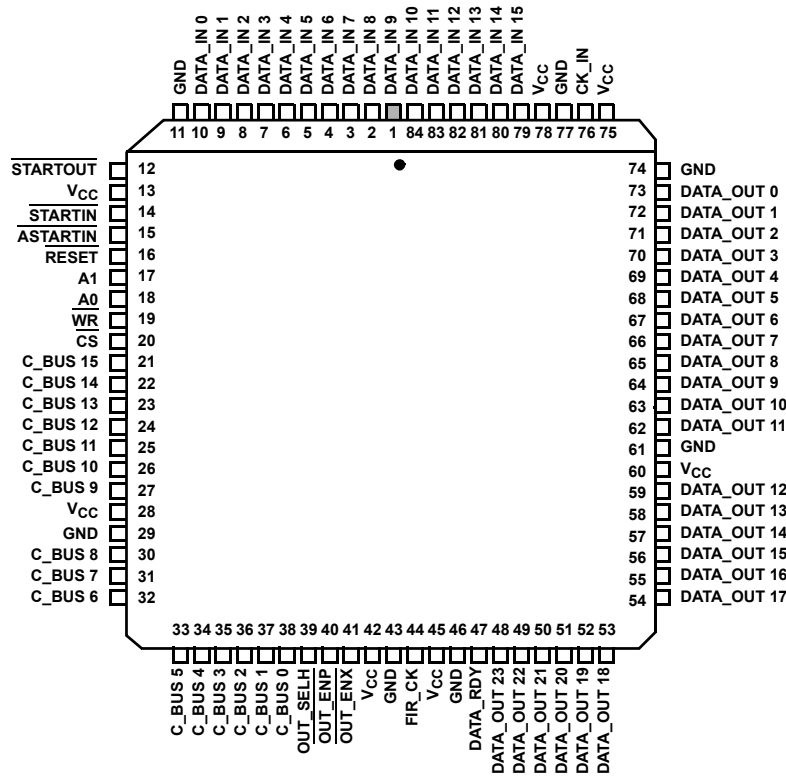 GND
DATA_IN 0
DATA_IN 1
DATA_IN 2
DATA_IN 3
DATA_IN 4
DATA_IN 5
DATA_IN 6
DATA_IN 7
DATA_IN 8
DATA_IN 9
DATA_IN 10
DATA_IN 11
DATA_IN 12
DATA_IN 13
DATA_IN 14
DATA_IN 15
VCC
GND
CK_IN
VCC
11 10 9 8 7 6 5 4 3 2 1 84 83 82 81 80 79 78 77 76 75
STARTOUT 12
VCC 13
STARTIN 14
ASTARTIN 15
RESET 16
A1 17
A0 18
WR 19
CS 20
C_BUS 15 21
C_BUS 14 22
C_BUS 13 23
C_BUS 12 24
C_BUS 11 25
C_BUS 10 26
C_BUS 9 27
VCC 28
GND 29
C_BUS 8 30
C_BUS 7 31
C_BUS 6 32
74 GND
73 DATA_OUT 0
72 DATA_OUT 1
71 DATA_OUT 2
70 DATA_OUT 3
69 DATA_OUT 4
68 DATA_OUT 5
67 DATA_OUT 6
66 DATA_OUT 7
65 DATA_OUT 8
64 DATA_OUT 9
63 DATA_OUT 10
62 DATA_OUT 11
61 GND
60 VCC
59 DATA_OUT 12
58 DATA_OUT 13
57 DATA_OUT 14
56 DATA_OUT 15
55 DATA_OUT 16
54 DATA_OUT 17
33 34 35 36 37 38 39 40 41 42 43 44 45 46 47 48 49 50 51 52 53
C_BUS 5
C_BUS 4
C_BUS 3
C_BUS 2
C_BUS 1
C_BUS 0
OUT_SELH
OUT_ENP
OUT_ENX
VCC
GND
FIR_CK
VCC
GND
DATA_RDY
DATA_OUT 23
DATA_OUT 22
DATA_OUT 21
DATA_OUT 20
DATA_OUT 19
DATA_OUT 18